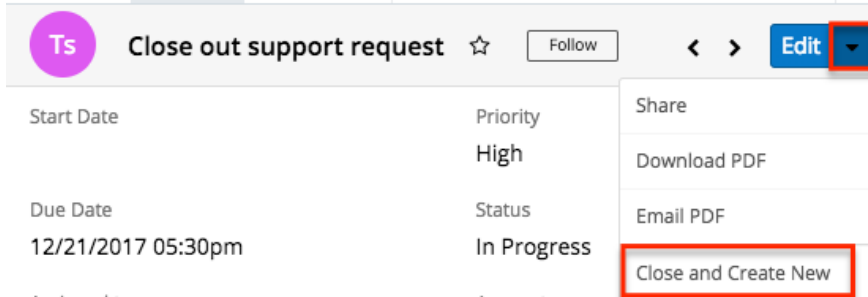 Ts Close out support request Follow Edit
Share
Start Date Priority
High
Download PDF
Due Date Status
Email PDF
12/21/2017 05:30pm In Progress
Close and Create New